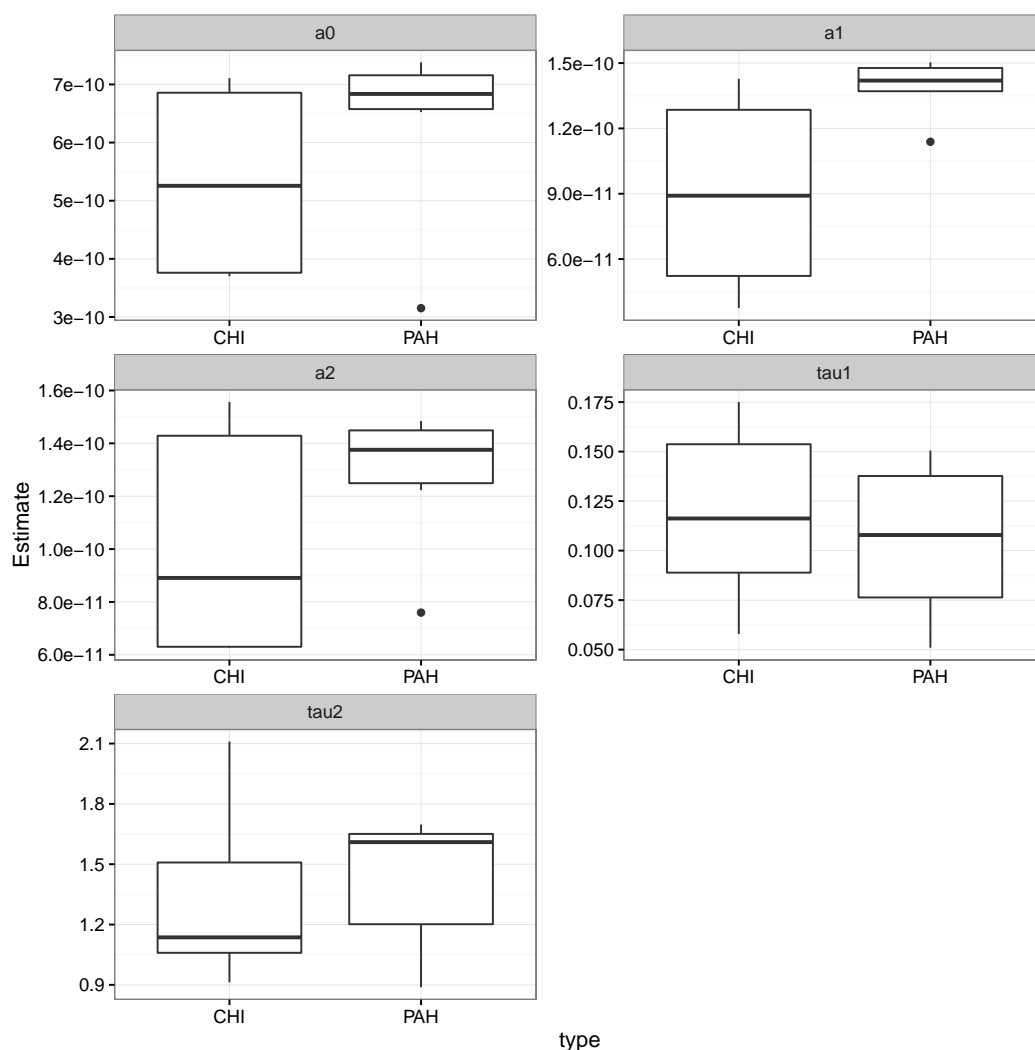 a0
7e−10
6e−10
5e−10
4e−10
3e−10
CHI PAH
a1
1.5e−10
1.2e−10
9.0e−11
6.0e−11
CHI PAH
a2
1.6e−10
1.4e−10
1.2e−10
1.0e−10
8.0e−11
6.0e−11
CHI PAH
tau1
0.175
0.150
0.125
0.100
0.075
0.050
CHI PAH
tau2
2.1
1.8
1.5
1.2
0.9
CHI PAH
Estimate
type